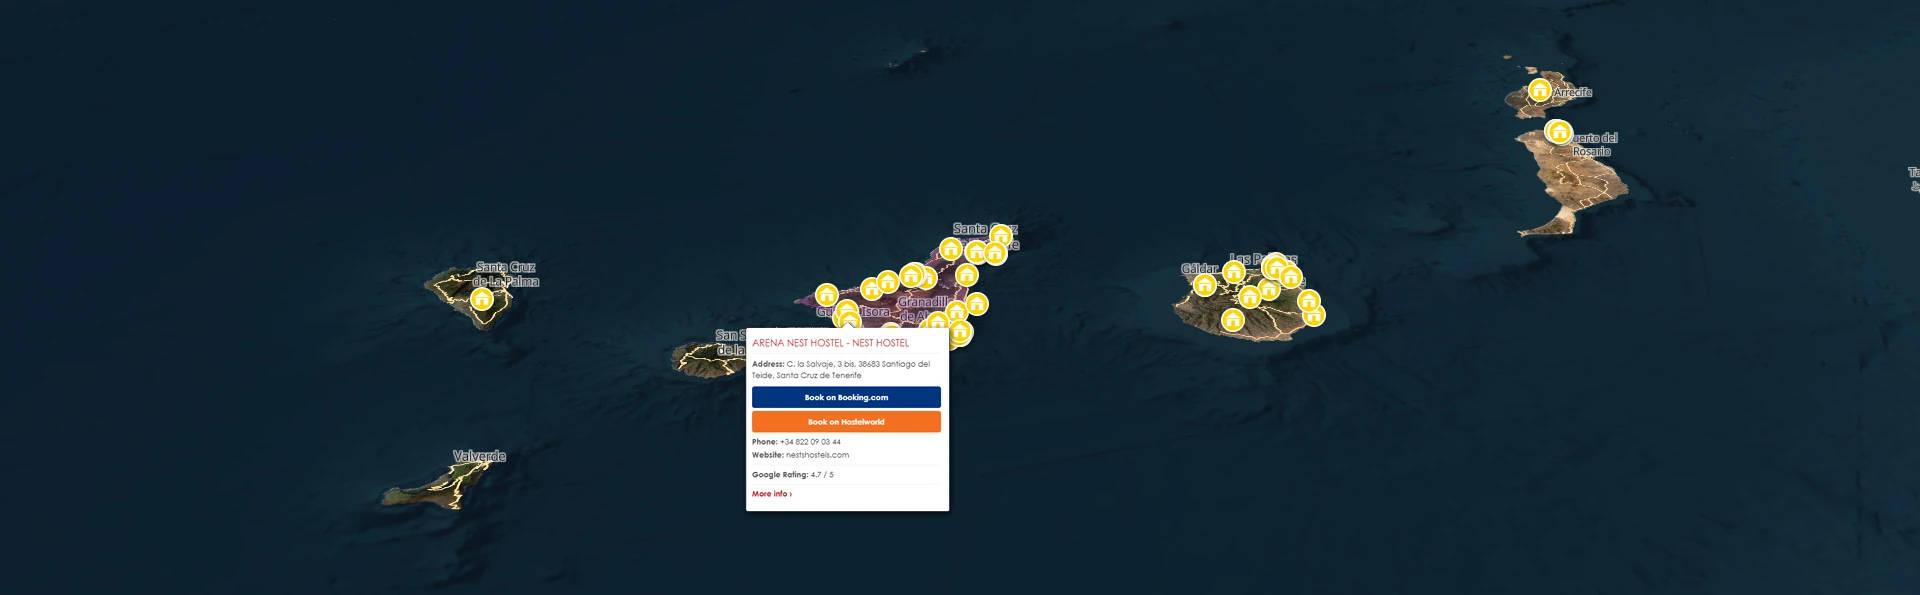 Arrecife
uerto del
Rosario
Santa Cruz
Santa Cruz
de La Palma
Las P
Gáldar
Granadill
Isora
de A
San S
de la
ARENA NEST HOSTEL - NEST HOSTEL
Address: C. la Salvaje, 3 bis, 38683 Santiago del
Teide, Santa Cruz de Tenerife
Book on Booking.com
Book on Hostelworld
Phone: +34 822 09 03 44
Website: nestshostels.com
Google Rating: 4.7 / 5
More info ›
Valverde
Ta